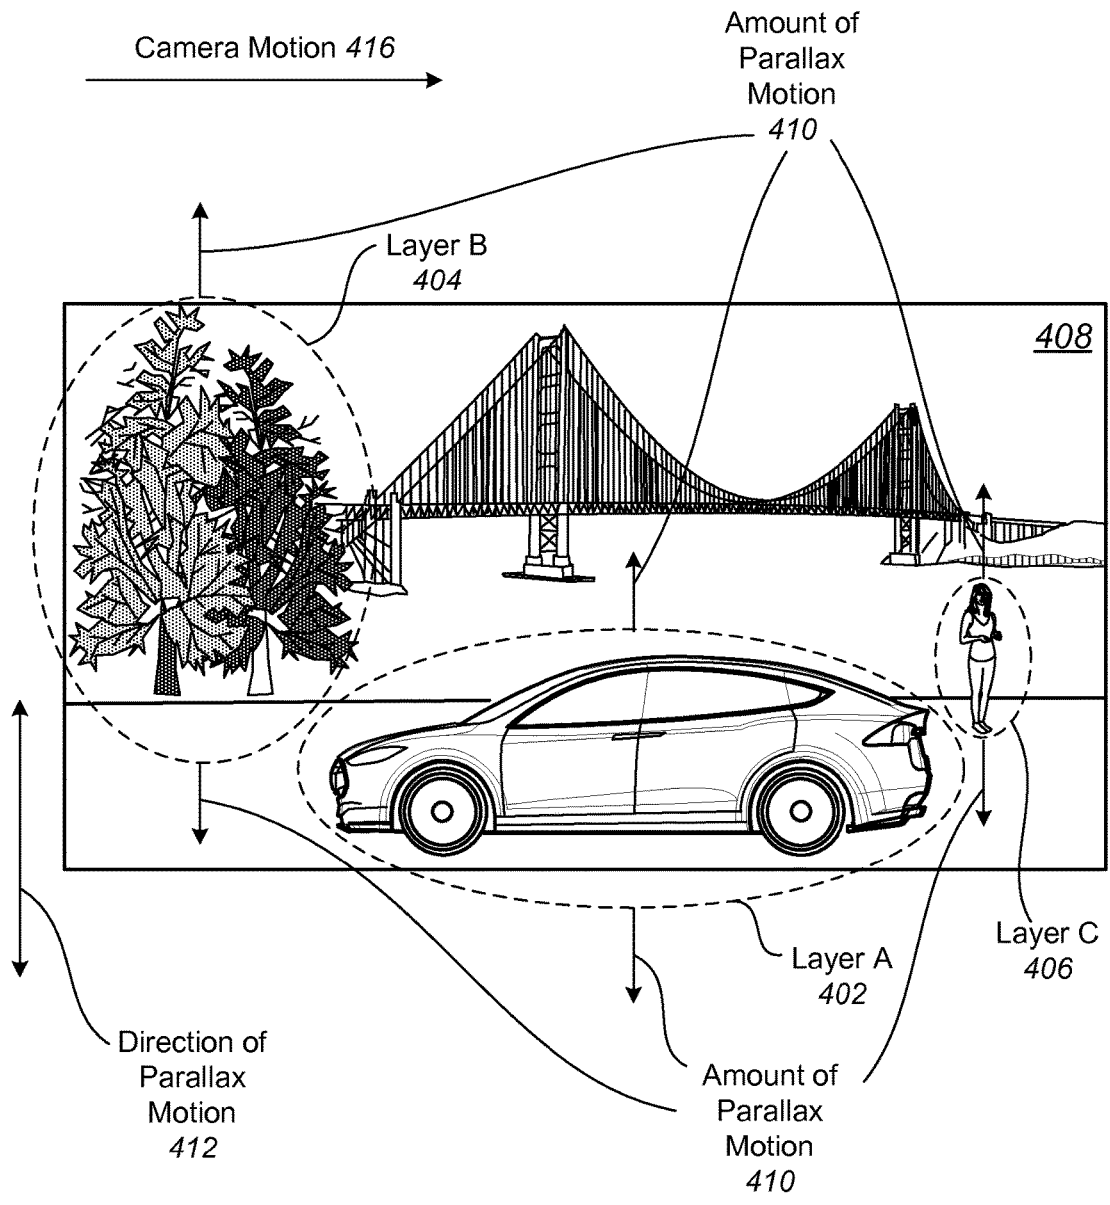 Camera Motion 416
Amount of
Parallax
Motion
410
Layer B
404
408
Layer C
406
Layer A
402
Direction of
Parallax
Motion
412
Amount of
Parallax
Motion
410